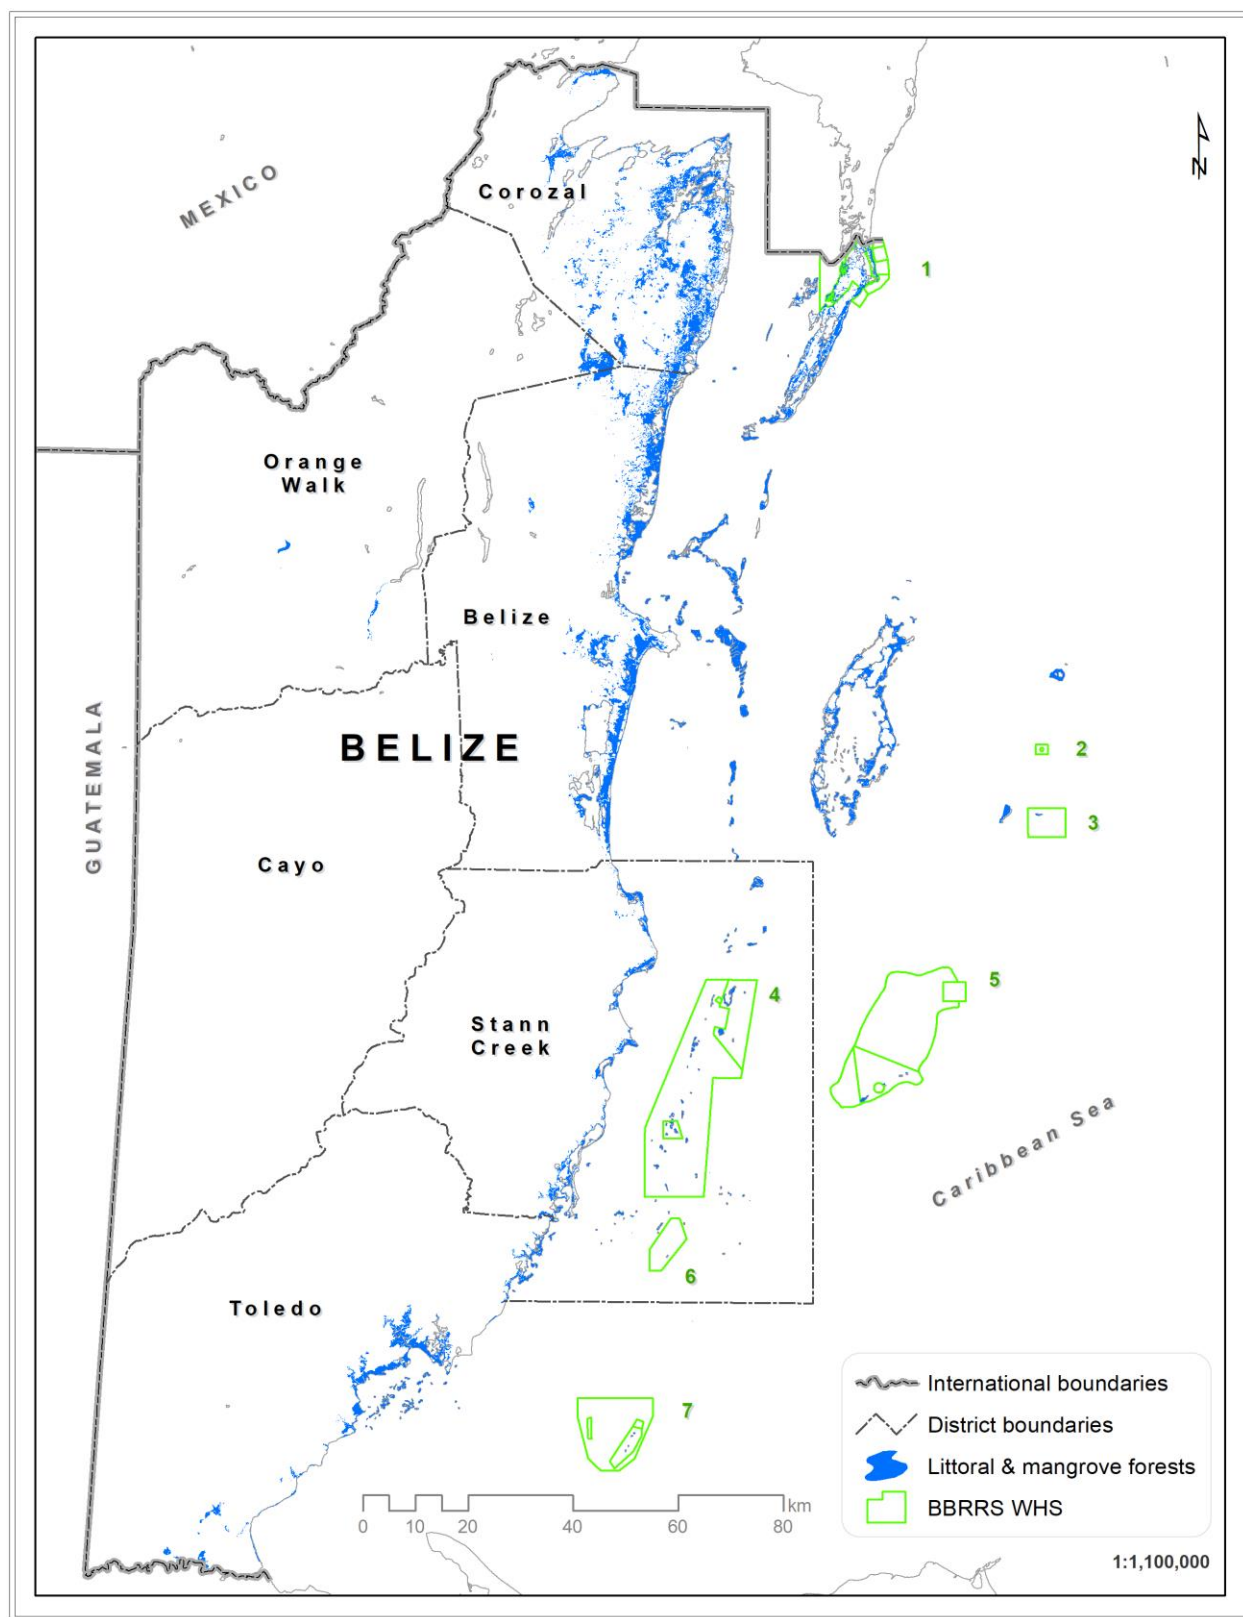 N
MEXICO
Corozal
1
Orange
Walk
Belize
GUATEMALA
BELIZE
2
3
Cayo
4
5
Stann
Creek
Caribbean Sea
6
Toledo
7
International boundaries
District boundaries
Littoral & mangrove forests
BBRRS WHS
km
0 10 20 40 60 80
1:1,100,000